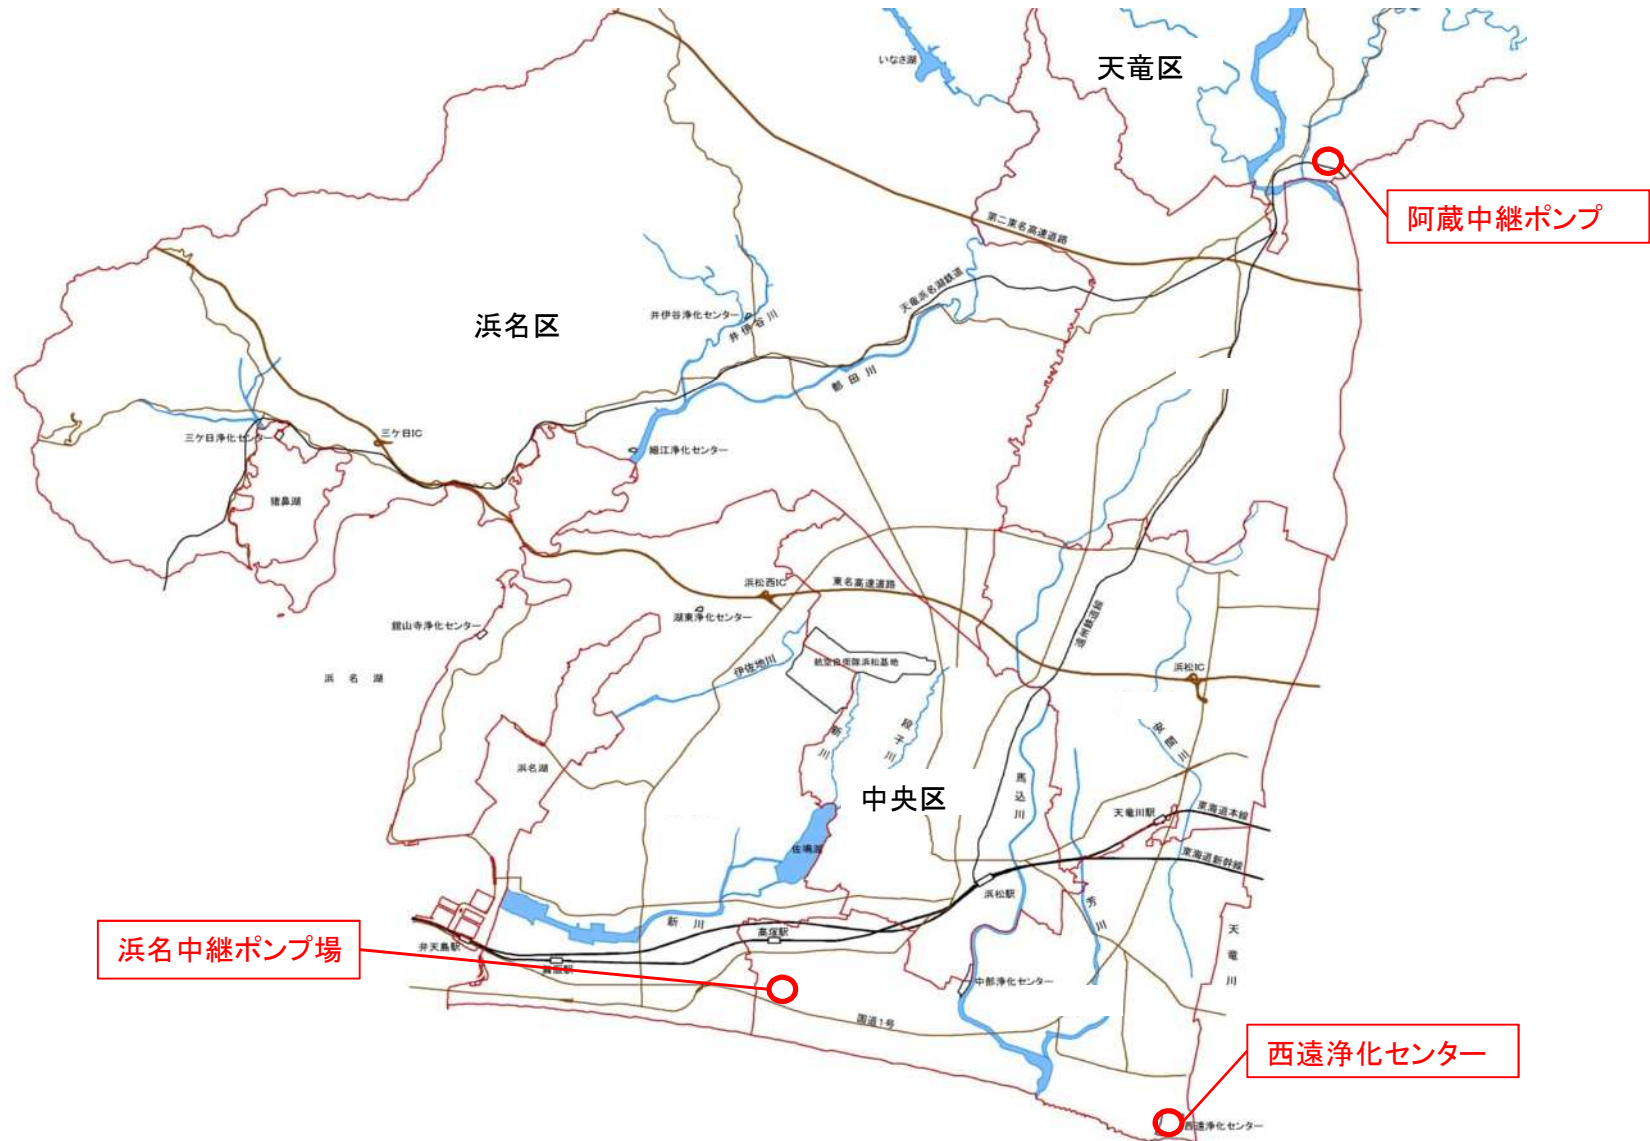 いなさ湖
天竜区
阿蔵中継ポンプ
第二東名高速道路
天竜浜名湖鉄道
浜名区
井伊谷浄化センター
井伊谷川
都田川
三ケ日IC
三ケ日浄化センター
細江浄化センター
猪鼻湖
浜松西IC
東名高速道路
湖東浄化センター
舘山寺浄化センター
遠州鉄道線
航空自衛隊浜松基地
浜松IC
伊佐地川
浜名湖
新川
段子川
安間川
浜名湖
中央区
馬込川
天竜川駅
東海道本線
佐鳴湖
東海道新幹線
浜松駅
芳川
新川
高塚駅
天竜川
弁天島駅
浜名中継ポンプ場
舞阪駅
中部浄化センター
国道1号
西遠浄化センター
西遠浄化センター